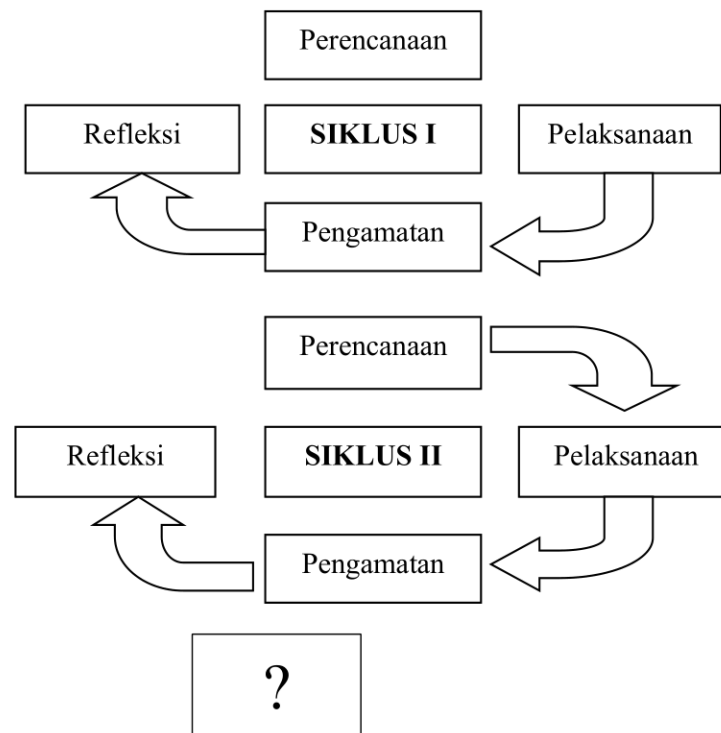 Perencanaan
Refleksi
SIKLUS I
Pelaksanaan
Pengamatan
Perencanaan
Refleksi
SIKLUS II
Pelaksanaan
Pengamatan
?